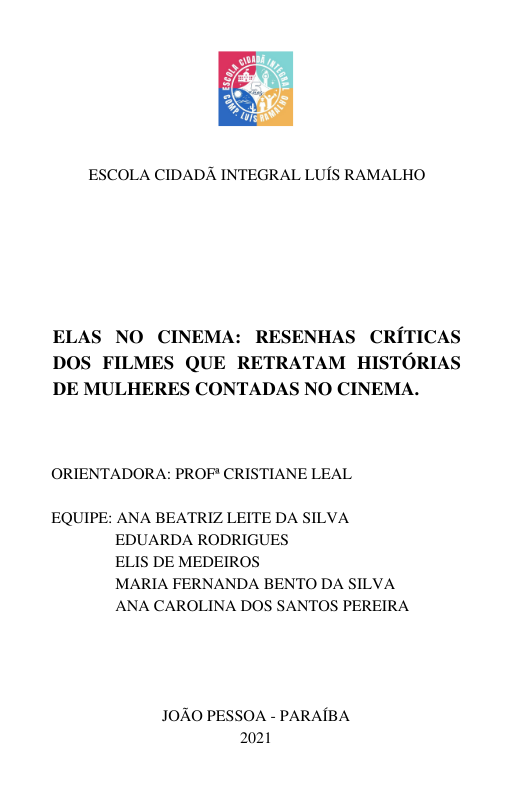 ESCOLA CIDADÃ INTEGRAL
COMP. LUÍS RAMALHO
ESCOLA CIDADÃ INTEGRAL LUÍS RAMALHO
ELAS NO CINEMA: RESENHAS CRÍTICAS
DOS FILMES QUE RETRATAM HISTÓRIAS
DE MULHERES CONTADAS NO CINEMA.
ORIENTADORA: PROFª CRISTIANE LEAL
EQUIPE: ANA BEATRIZ LEITE DA SILVA
EDUARDA RODRIGUES
ELIS DE MEDEIROS
MARIA FERNANDA BENTO DA SILVA
ANA CAROLINA DOS SANTOS PEREIRA
JOÃO PESSOA - PARAÍBA
2021